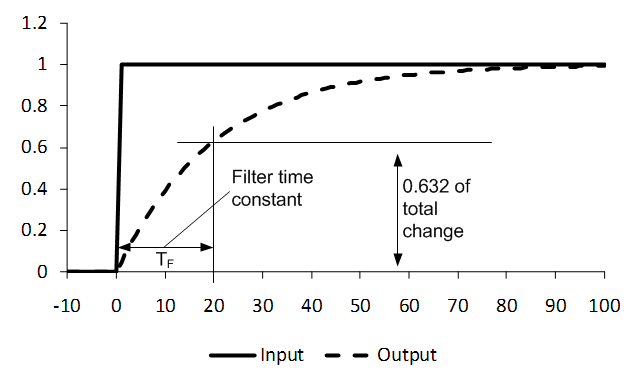 1.2
1
0.8
0.6
0.4
0.2
0
Filter time
constant
0.632 of
total
change
TF
-10 0 10 20 30 40 50 60 70 80 90 100
Input Output